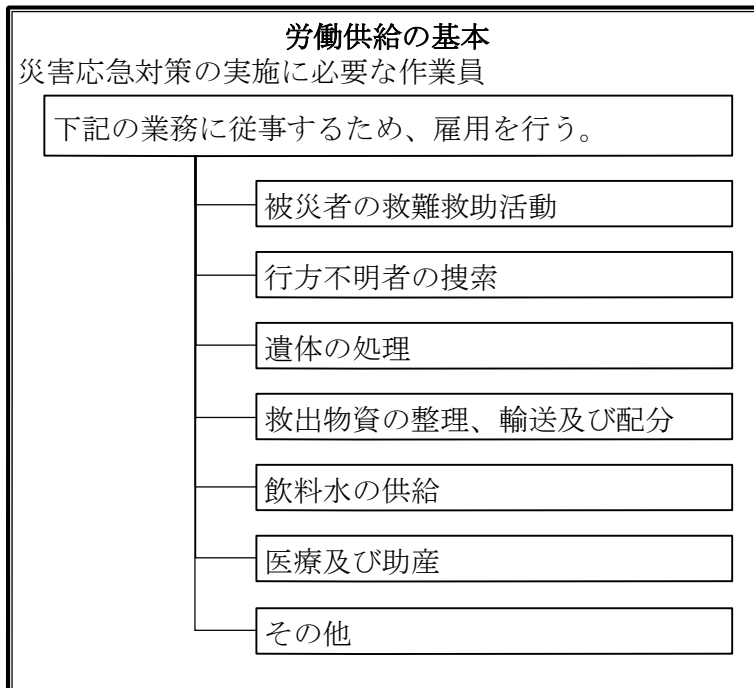 労働供給の基本
災害応急対策の実施に必要な作業員
下記の業務に従事するため、雇用を行う。
被災者の救難救助活動
行方不明者の捜索
遺体の処理
救出物資の整理、輸送及び配分
飲料水の供給
医療及び助産
その他